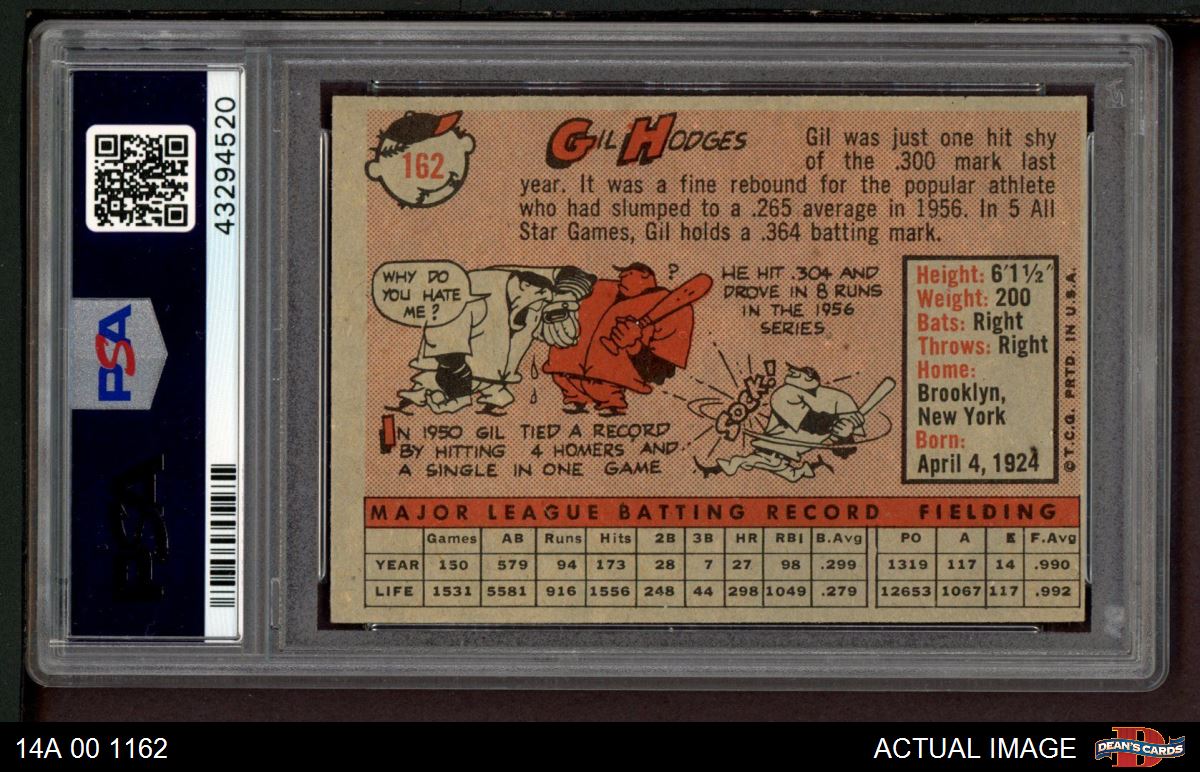 43294520
PSA
PSA
162
GIL HODGES
Gil was just one hit shy
of the .300 mark last
year. It was a fine rebound for the popular athlete
who had slumped to a .265 average in 1956. In 5 All
Star Games, Gil holds a .364 batting mark.
WHY DO
YOU HATE
ME?
?
HE HIT .304 AND
DROVE IN 8 RUNS
IN THE 1956
SERIES.
SOCK!
IN 1950 GIL TIED A RECORD
BY HITTING 4 HOMERS AND
A SINGLE IN ONE GAME
Height: 6'1½"
Weight: 200
Bats: Right
Throws: Right
Home:
Brooklyn,
New York
Born:
April 4, 1924
© T.C.G. PRTD. IN U.S.A.
MAJOR LEAGUE BATTING RECORD FIELDING
Games AB Runs Hits 2B 3B HR RBI B.Avg PO A E F.Avg
YEAR 150 579 94 173 28 7 27 98 .299 1319 117 14 .990
LIFE 1531 5581 916 1556 248 44 298 1049 .279 12653 1067 117 .992
14A 00 1162
ACTUAL IMAGE
D
DEAN'S CARDS